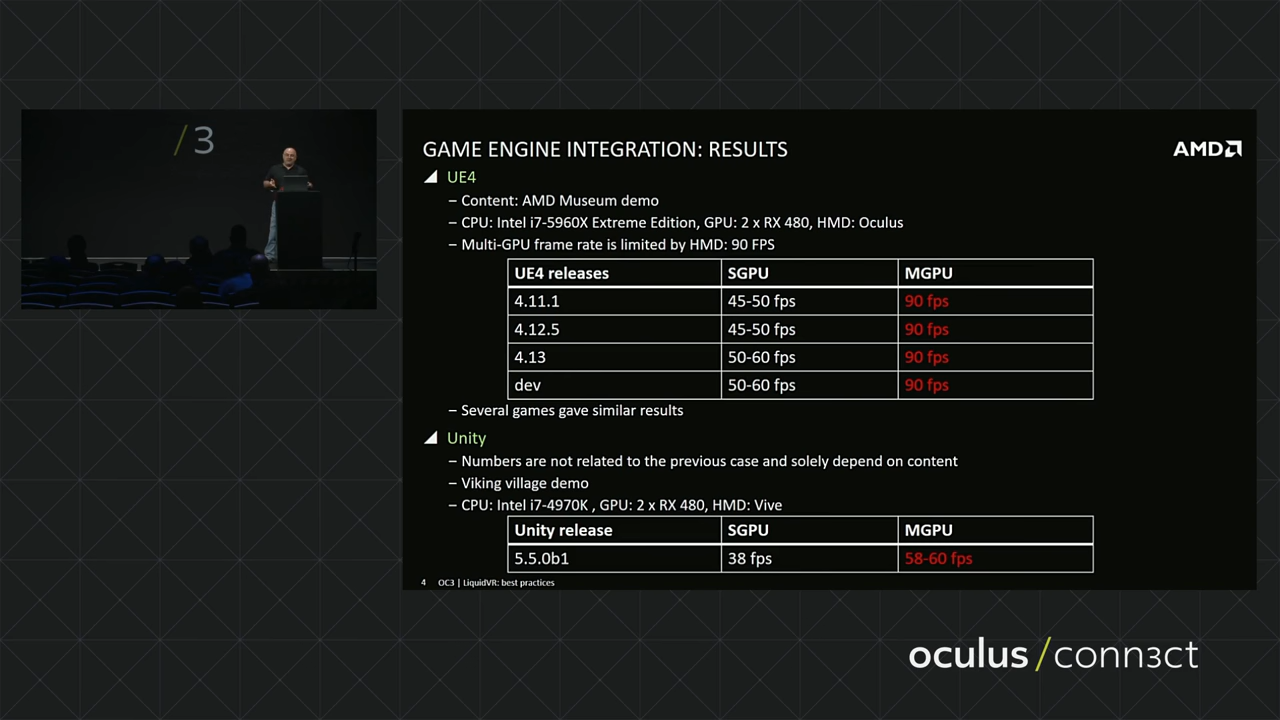 /3
GAME ENGINE INTEGRATION: RESULTS
AMD
UE4
– Content: AMD Museum demo
– CPU: Intel i7-5960X Extreme Edition, GPU: 2 x RX 480, HMD: Oculus
– Multi-GPU frame rate is limited by HMD: 90 FPS
UE4 releases SGPU MGPU
4.11.1 45-50 fps 90 fps
4.12.5 45-50 fps 90 fps
4.13 50-60 fps 90 fps
dev 50-60 fps 90 fps
– Several games gave similar results
Unity
– Numbers are not related to the previous case and solely depend on content
– Viking village demo
– CPU: Intel i7-4970K , GPU: 2 x RX 480, HMD: Vive
Unity release SGPU MGPU
5.5.0b1 38 fps 58-60 fps
4 OC3 | LiquidVR: best practices
oculus /conn3ct